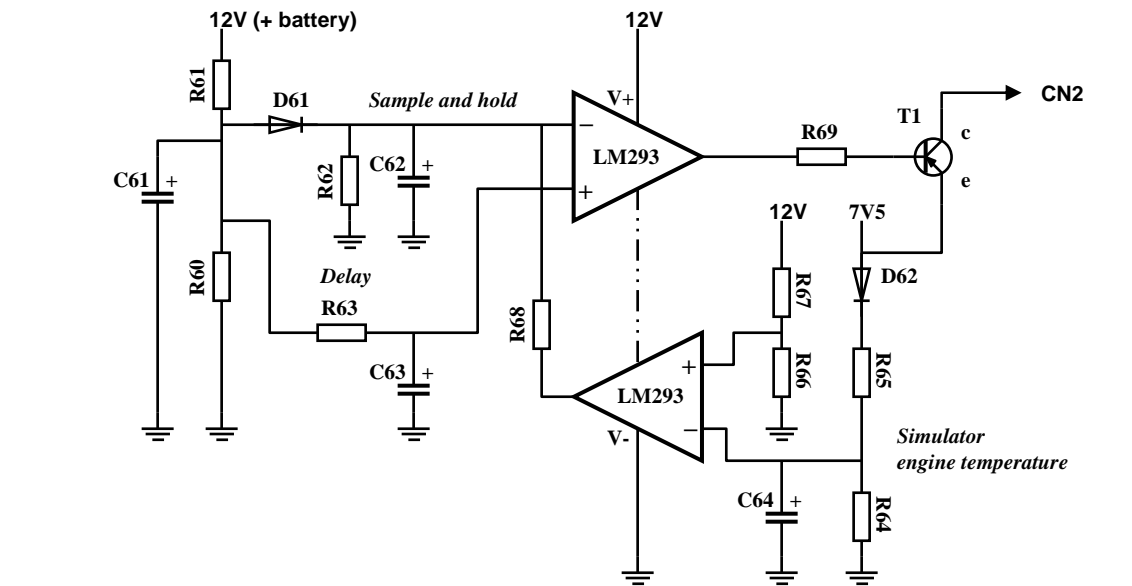 12V (+ battery)
12V
R61
D61
Sample and hold
V+
CN2
T1
c
R69
−
LM293
C61 +
R62
C62 +
+
e
12V
7V5
R60
Delay
R63
R68
R67
D62
C63 +
+
R66
R65
LM293
V-
−
Simulator
engine temperature
C64 +
R64